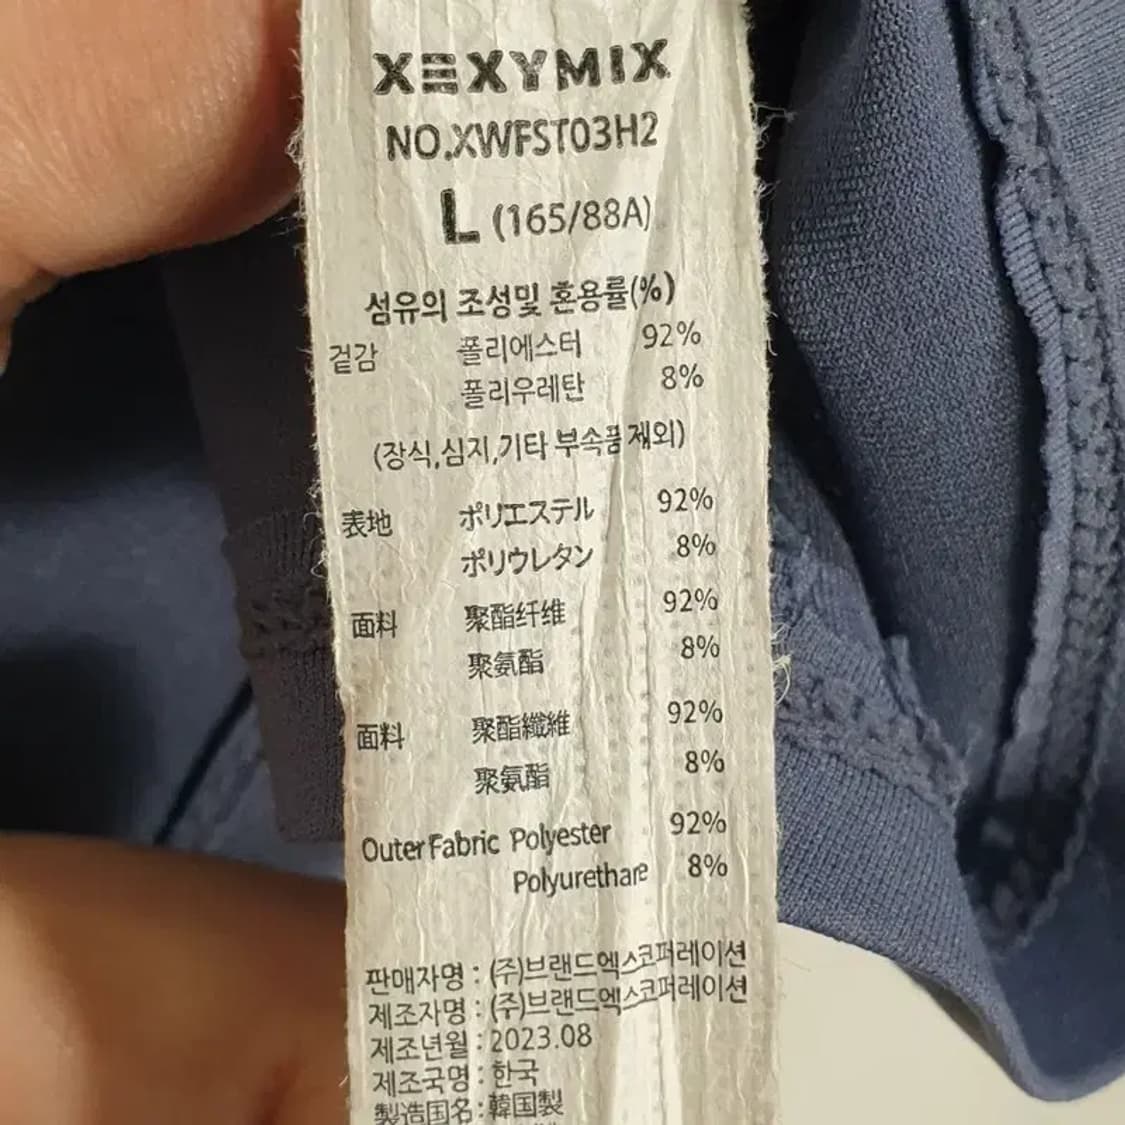 XEXYMIX
NO.XWFST03H2
L (165/88A)
섬유의 조성및 혼용률(%)
겉감 폴리에스터 92%
폴리우레탄 8%
(장식,심지,기타 부속품 제외)
表地 ポリエステル 92%
ポリウレタン 8%
面料 聚酯纤维 92%
聚氨酯 8%
面料 聚酯纖維 92%
聚氨酯 8%
Outer Fabric Polyester 92%
Polyurethane 8%
판매자명 : (주)브랜드엑스코퍼레이션
제조자명 : (주)브랜드엑스코퍼레이션
제조년월 : 2023.08
제조국명 : 한국
製造国名 : 韓国製